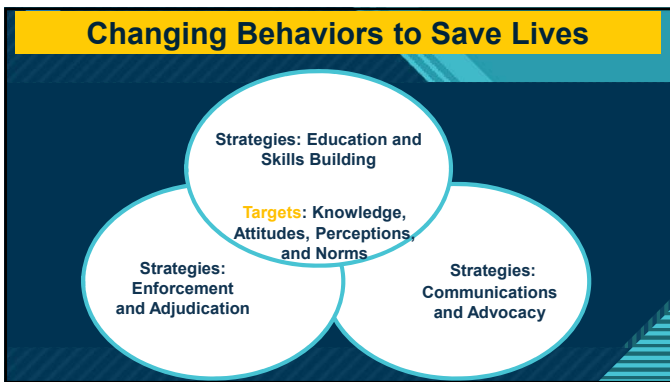 Changing Behaviors to Save Lives
Strategies: Education and
Skills Building
Targets: Knowledge,
Attitudes, Perceptions,
and Norms
Strategies:
Enforcement
and Adjudication
Strategies:
Communications
and Advocacy